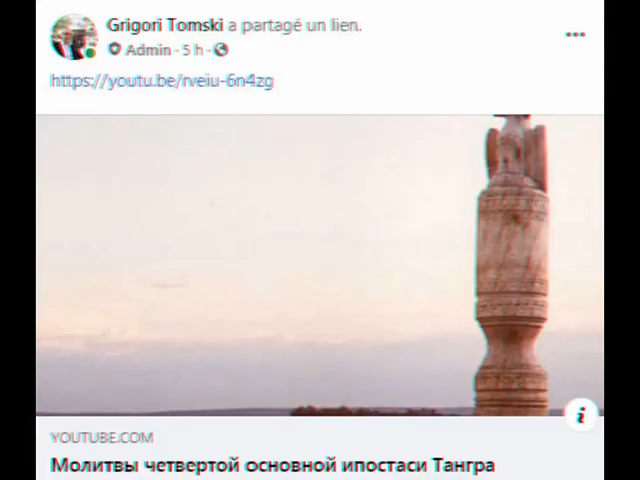 Grigori Tomski a partagé un lien.
Admin · 5 h ·
https://youtu.be/rveiu-6n4zg
YOUTUBE.COM
Молитвы четвертой основной ипостаси Тангра